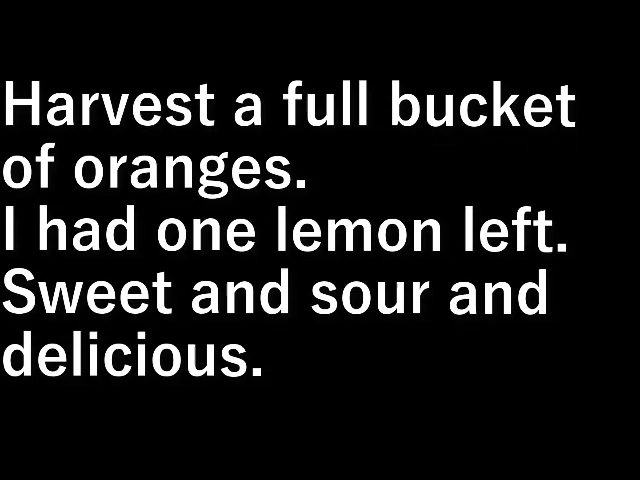 Harvest a full bucket
of oranges.
I had one lemon left.
Sweet and sour and
delicious.